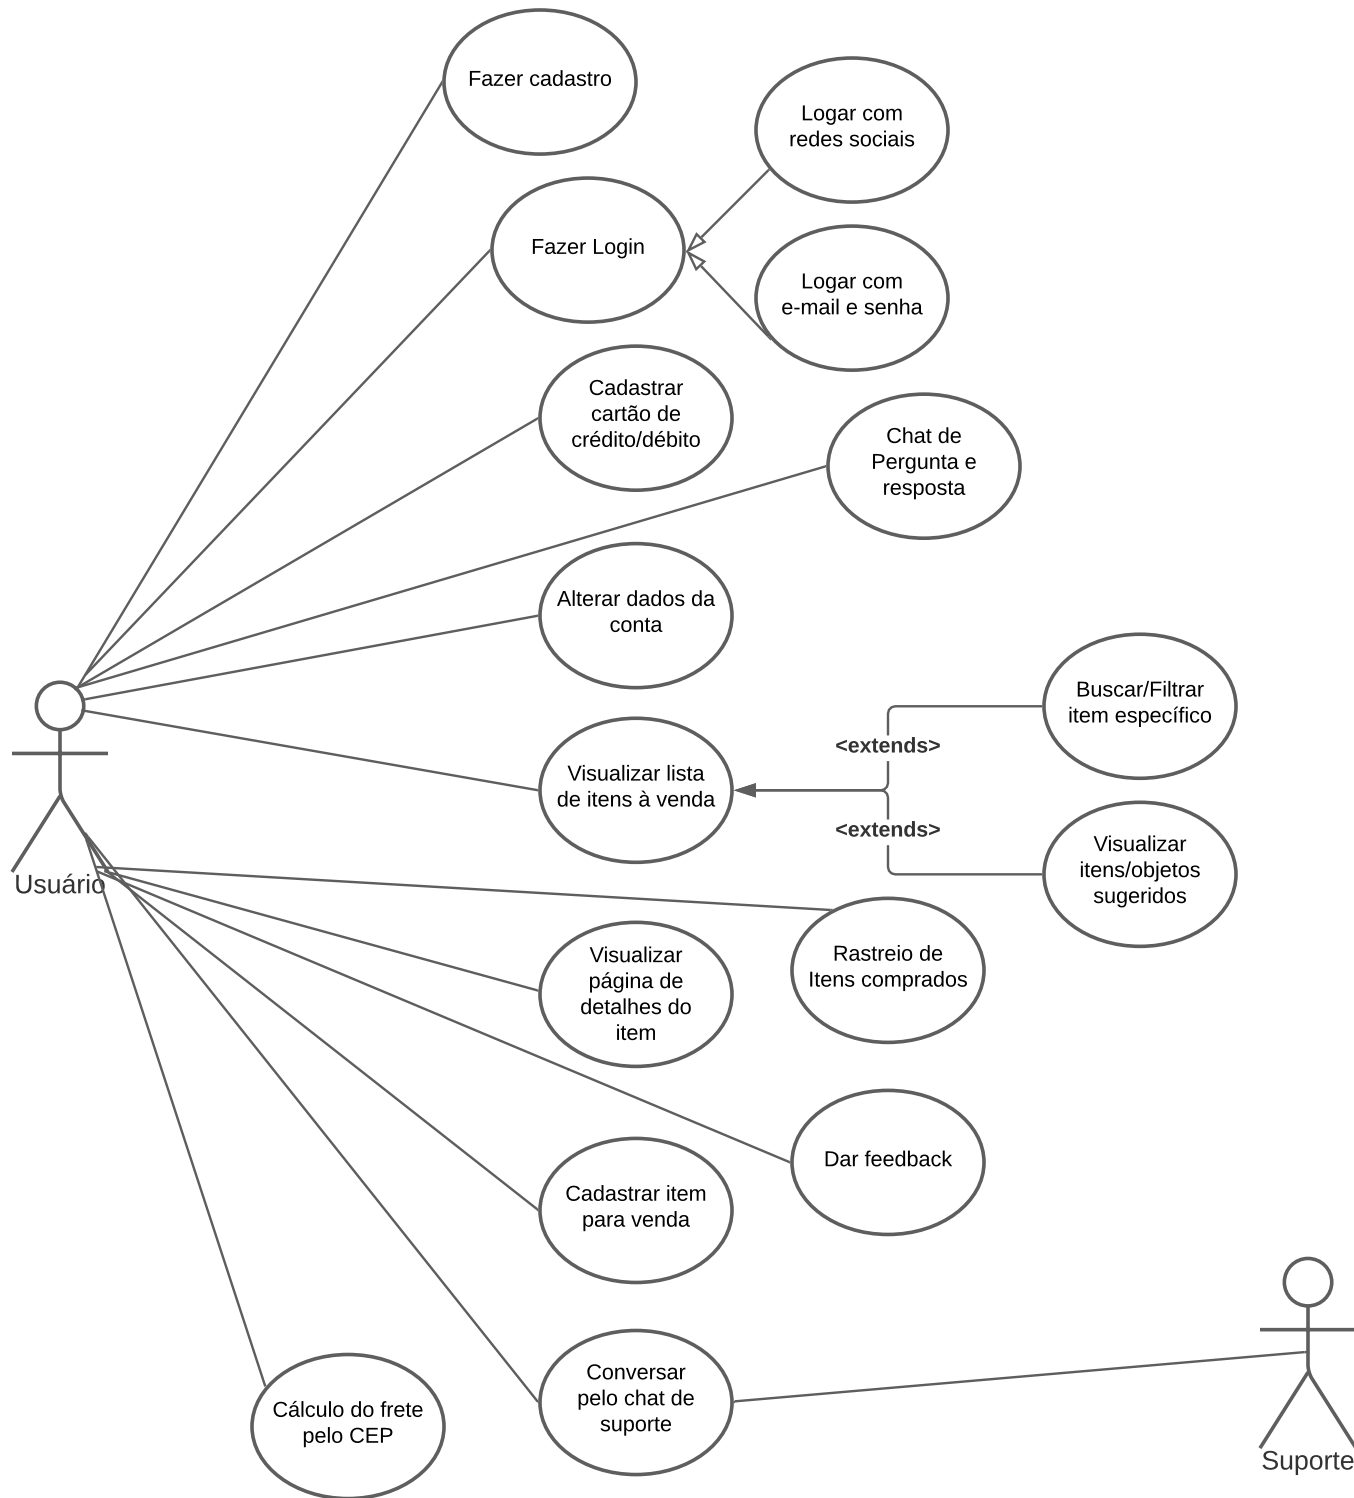 Fazer cadastro
Logar com
redes sociais
Fazer Login
Logar com
e-mail e senha
Cadastrar
cartão de
crédito/débito
Chat de
Pergunta e
resposta
Alterar dados da
conta
Buscar/Filtrar
item específico
<extends>
Visualizar lista
de itens à venda
<extends>
Visualizar
itens/objetos
sugeridos
Usuário
Rastreio de
Itens comprados
Visualizar
página de
detalhes do
item
Dar feedback
Cadastrar item
para venda
Conversar
pelo chat de
suporte
Cálculo do frete
pelo CEP
Suporte